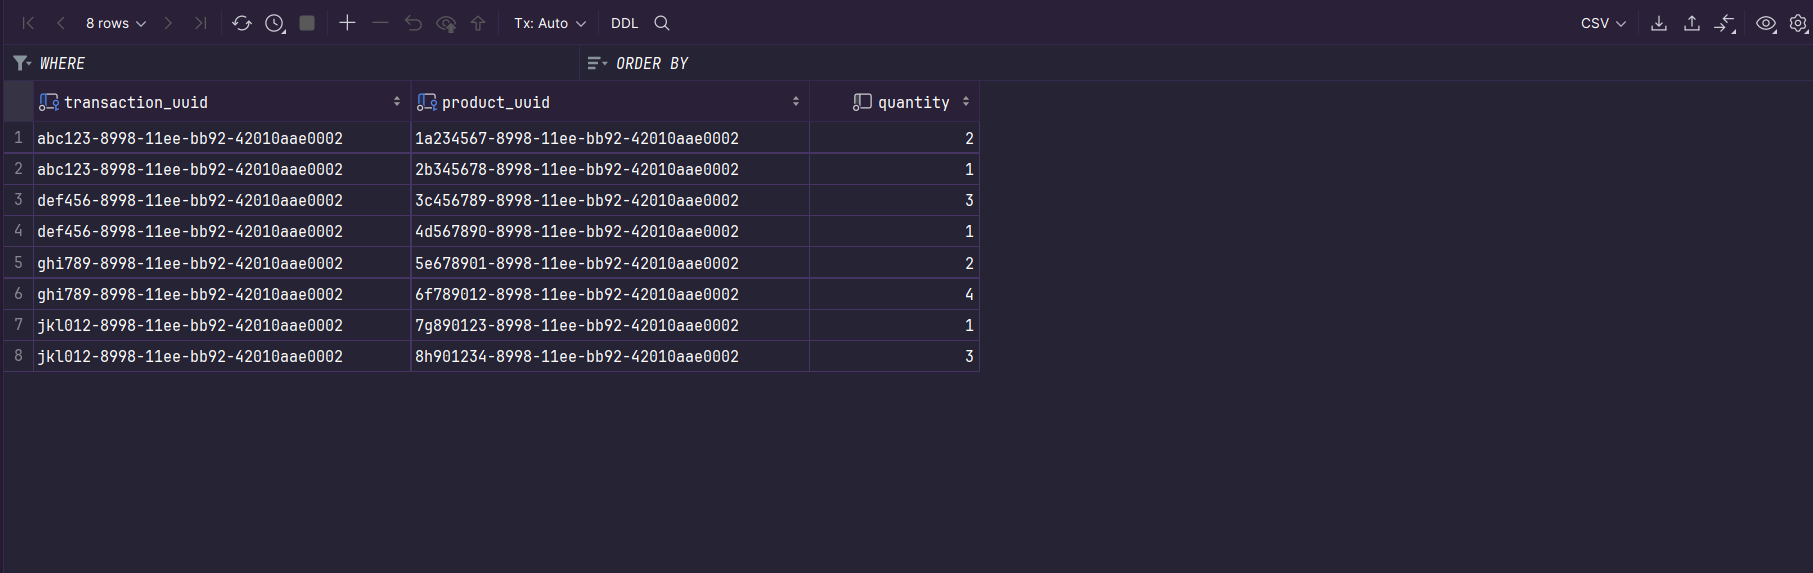 8 rows Tx: Auto DDL CSV
WHERE ORDER BY
transaction_uuid product_uuid quantity
1 abc123-8998-11ee-bb92-42010aae0002 1a234567-8998-11ee-bb92-42010aae0002 2
2 abc123-8998-11ee-bb92-42010aae0002 2b345678-8998-11ee-bb92-42010aae0002 1
3 def456-8998-11ee-bb92-42010aae0002 3c456789-8998-11ee-bb92-42010aae0002 3
4 def456-8998-11ee-bb92-42010aae0002 4d567890-8998-11ee-bb92-42010aae0002 1
5 ghi789-8998-11ee-bb92-42010aae0002 5e678901-8998-11ee-bb92-42010aae0002 2
6 ghi789-8998-11ee-bb92-42010aae0002 6f789012-8998-11ee-bb92-42010aae0002 4
7 jkl012-8998-11ee-bb92-42010aae0002 7g890123-8998-11ee-bb92-42010aae0002 1
8 jkl012-8998-11ee-bb92-42010aae0002 8h901234-8998-11ee-bb92-42010aae0002 3